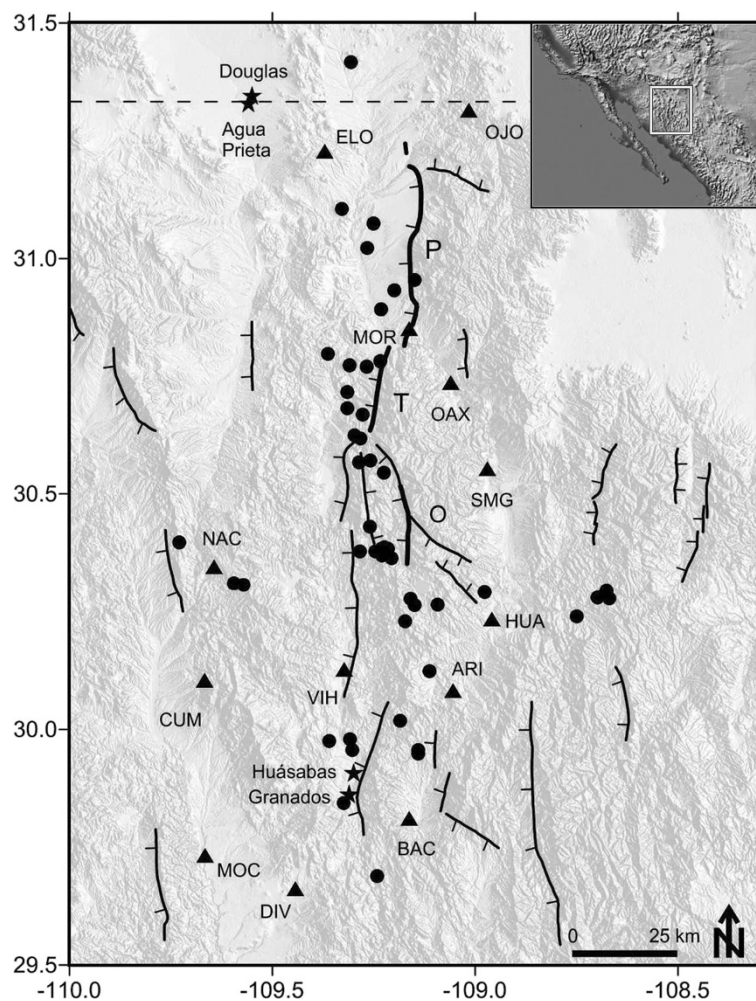 31.5
31.0
30.5
30.0
29.5
-110.0
-109.5
-109.0
-108.5
Douglas
Agua
Prieta
ELO
OJO
P
MOR
T
OAX
O
SMG
NAC
HUA
VIH
ARI
CUM
Huásabas
Granados
BAC
MOC
DIV
0 25 km
N